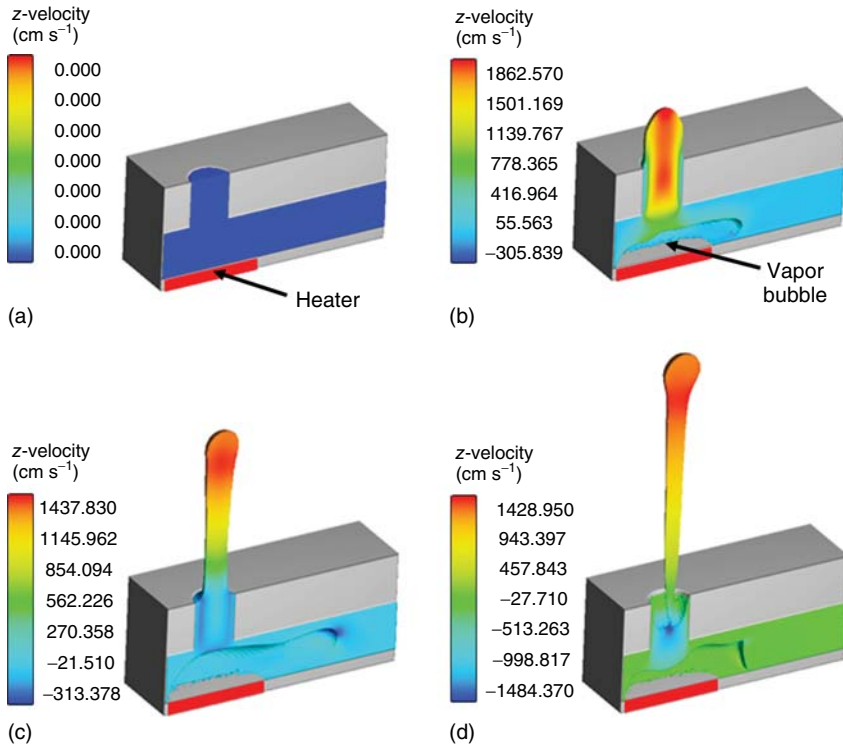 z-velocity
(cm s⁻¹)
0.000
0.000
0.000
0.000
0.000
0.000
0.000
Heater
(a)
z-velocity
(cm s⁻¹)
1862.570
1501.169
1139.767
778.365
416.964
55.563
−305.839
Vapor
bubble
(b)
z-velocity
(cm s⁻¹)
1437.830
1145.962
854.094
562.226
270.358
−21.510
−313.378
(c)
z-velocity
(cm s⁻¹)
1428.950
943.397
457.843
−27.710
−513.263
−998.817
−1484.370
(d)